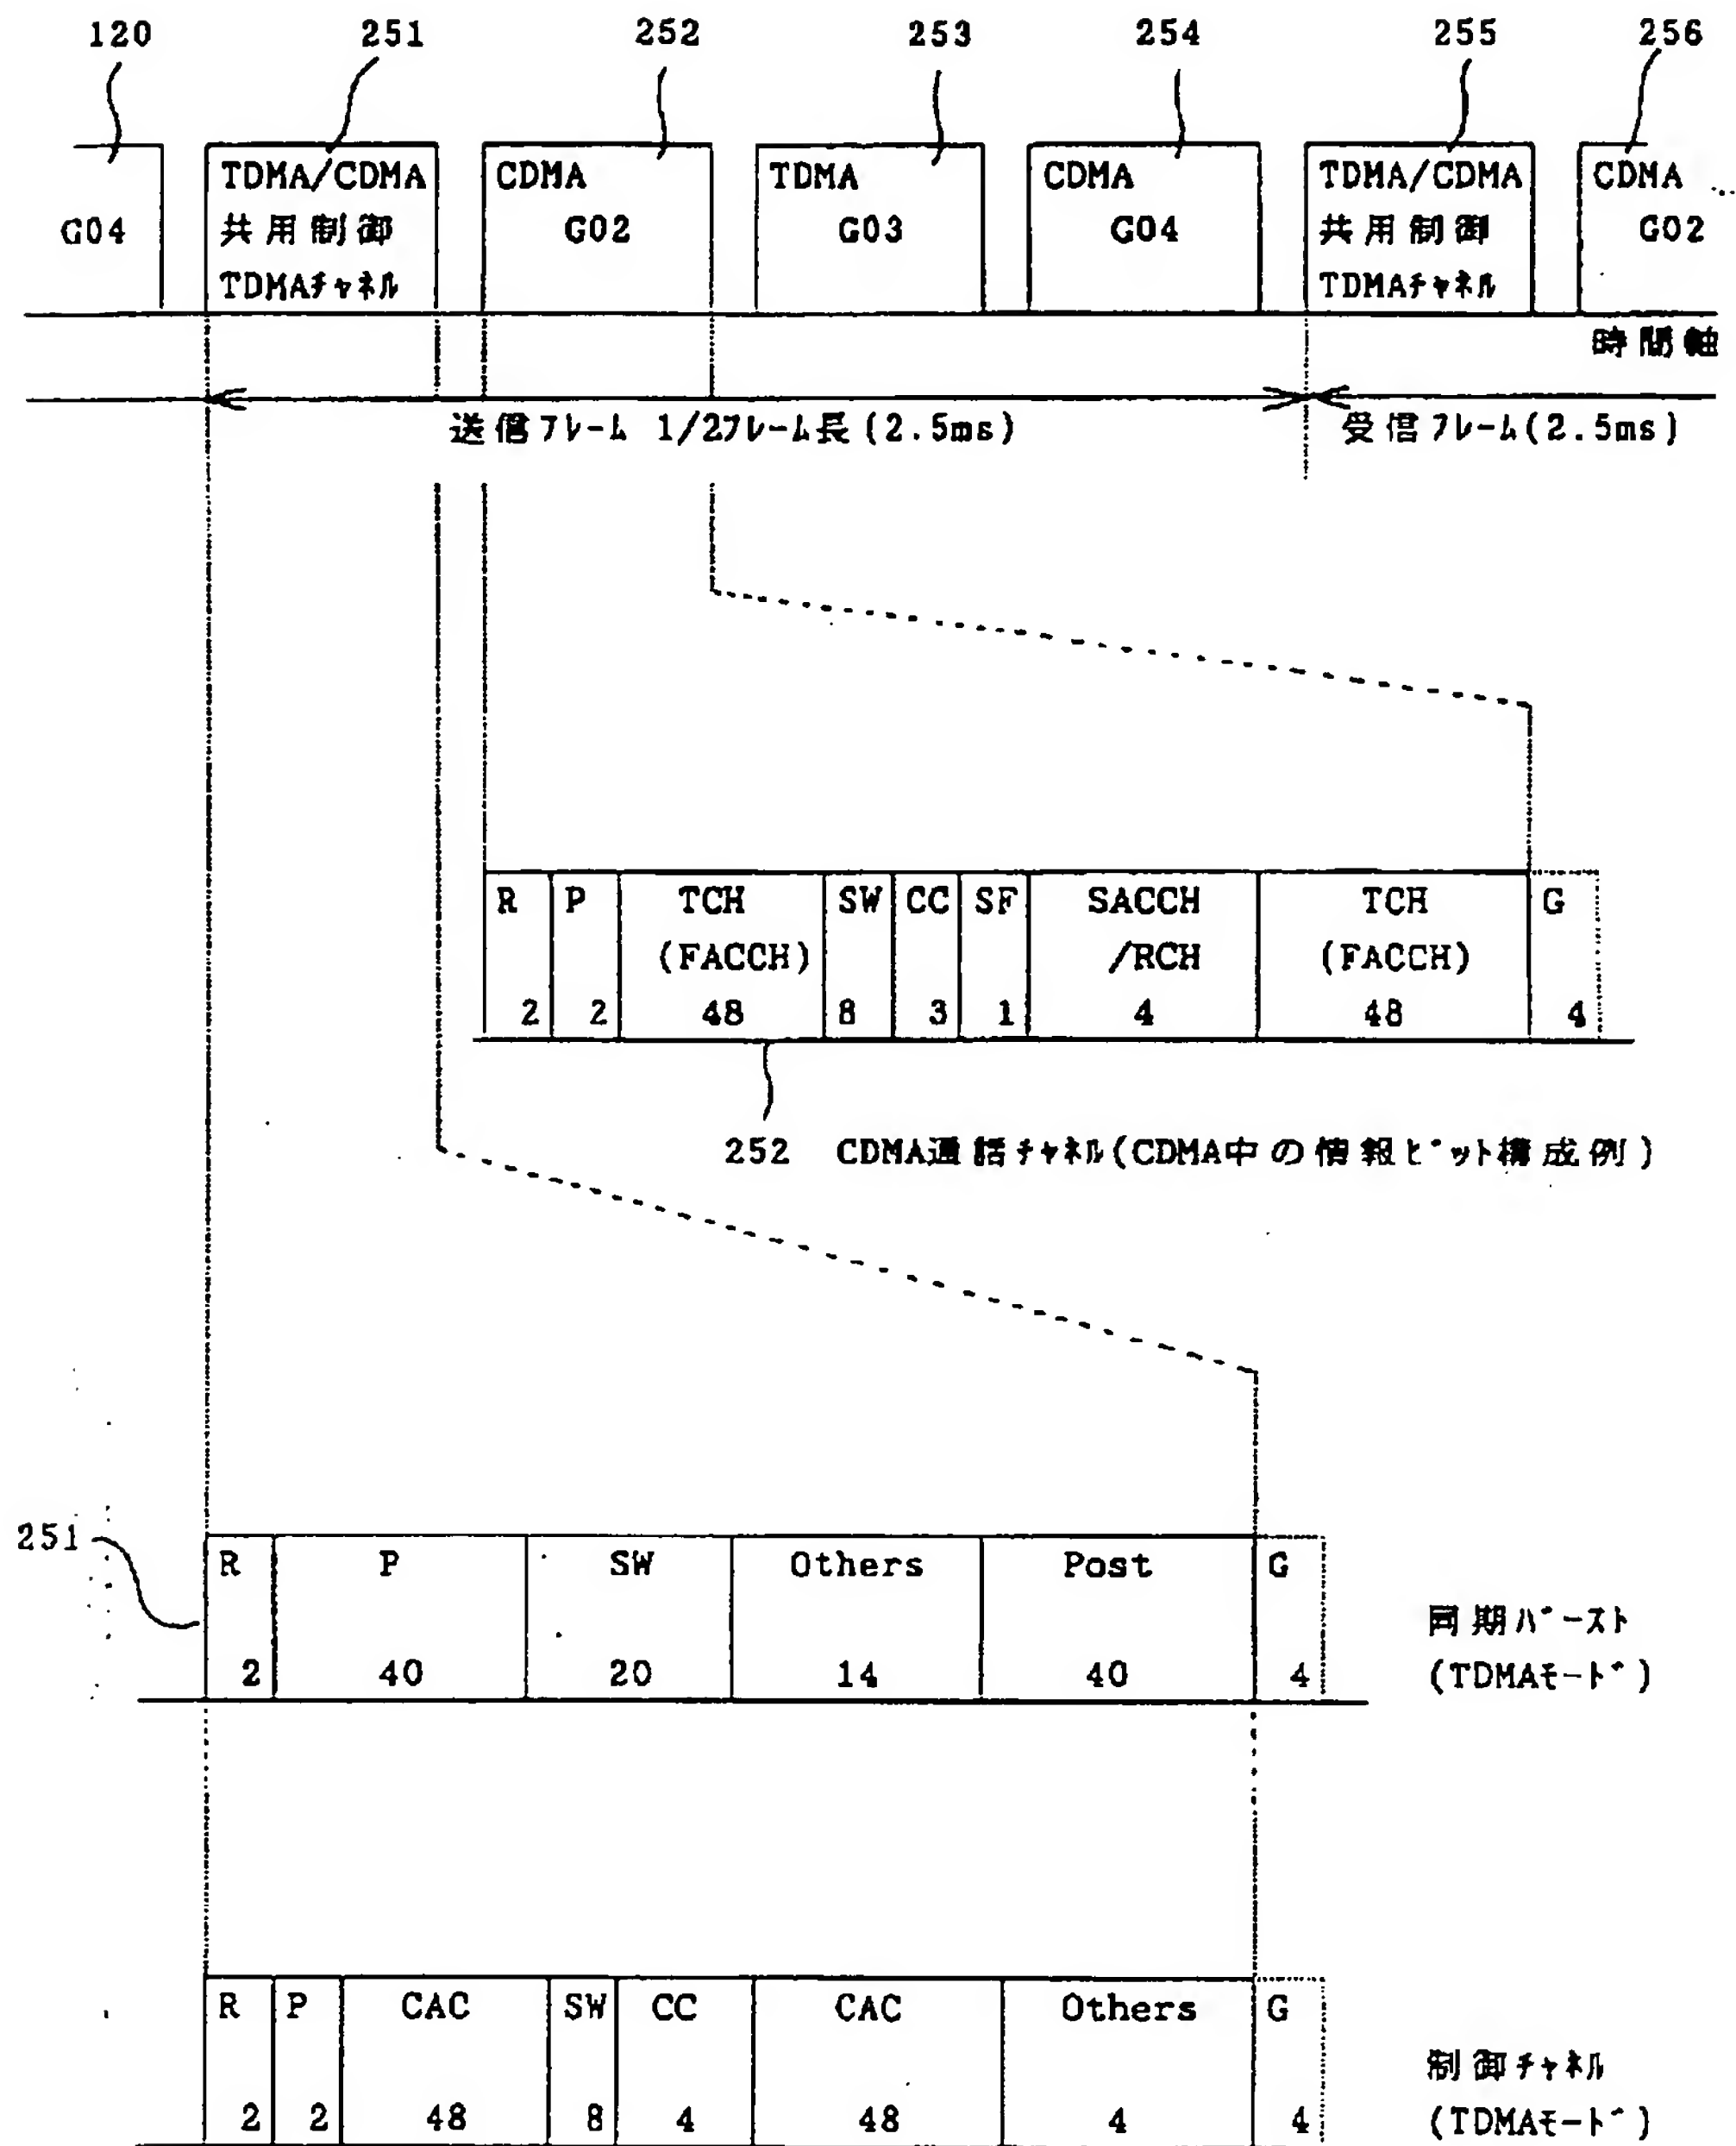 120 251 252 253 254 255 256
TDMA/CDMA CDMA TDMA CDMA TDMA/CDMA CDMA
G04 共用制御 G02 G03 G04 共用制御 G02
TDMAチャネル TDMAチャネル
時間軸
送信フレーム 1/2フレーム長(2.5ms) 受信フレーム(2.5ms)
R P TCH SW CC SF SACCH TCH G
(FACCH) /RCH (FACCH)
2 2 48 8 3 1 4 48 4
252 CDMA通話チャネル(CDMA中の情報ビット構成例)
251
R P SW Others Post G
同期バースト
2 40 20 14 40 4 (TDMAモード)
R P CAC SW CC CAC Others G
制御チャネル
2 2 48 8 4 48 4 4 (TDMAモード)